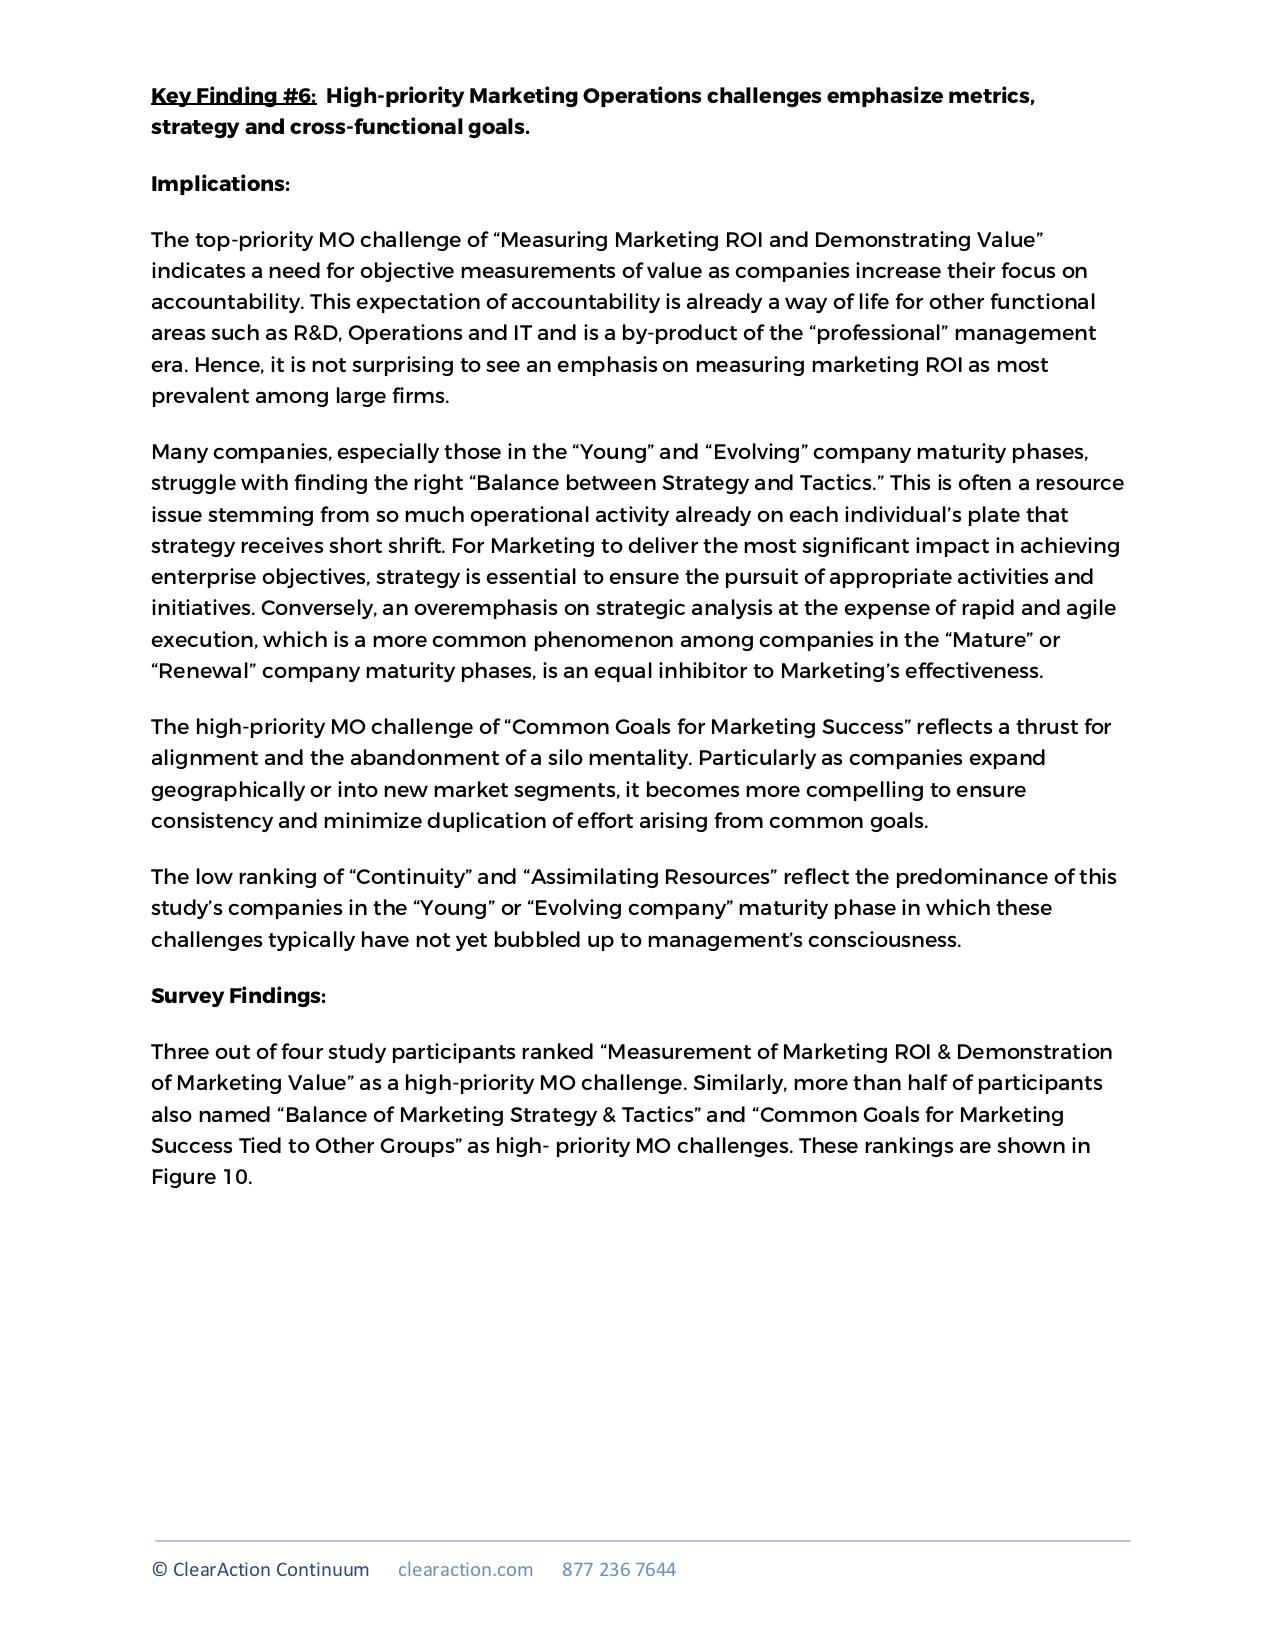 Key Finding #6: High-priority Marketing Operations challenges emphasize metrics,
strategy and cross-functional goals.
Implications:
The top-priority MO challenge of “Measuring Marketing ROI and Demonstrating Value”
indicates a need for objective measurements of value as companies increase their focus on
accountability. This expectation of accountability is already a way of life for other functional
areas such as R&D, Operations and IT and is a by-product of the “professional” management
era. Hence, it is not surprising to see an emphasis on measuring marketing ROI as most
prevalent among large firms.
Many companies, especially those in the “Young” and “Evolving” company maturity phases,
struggle with finding the right “Balance between Strategy and Tactics.” This is often a resource
issue stemming from so much operational activity already on each individual’s plate that
strategy receives short shrift. For Marketing to deliver the most significant impact in achieving
enterprise objectives, strategy is essential to ensure the pursuit of appropriate activities and
initiatives. Conversely, an overemphasis on strategic analysis at the expense of rapid and agile
execution, which is a more common phenomenon among companies in the “Mature” or
“Renewal” company maturity phases, is an equal inhibitor to Marketing’s effectiveness.
The high-priority MO challenge of “Common Goals for Marketing Success” reflects a thrust for
alignment and the abandonment of a silo mentality. Particularly as companies expand
geographically or into new market segments, it becomes more compelling to ensure
consistency and minimize duplication of effort arising from common goals.
The low ranking of “Continuity” and “Assimilating Resources” reflect the predominance of this
study’s companies in the “Young” or “Evolving company” maturity phase in which these
challenges typically have not yet bubbled up to management’s consciousness.
Survey Findings:
Three out of four study participants ranked “Measurement of Marketing ROI & Demonstration
of Marketing Value” as a high-priority MO challenge. Similarly, more than half of participants
also named “Balance of Marketing Strategy & Tactics” and “Common Goals for Marketing
Success Tied to Other Groups” as high- priority MO challenges. These rankings are shown in
Figure 10.
© ClearAction Continuum clearaction.com 877 236 7644